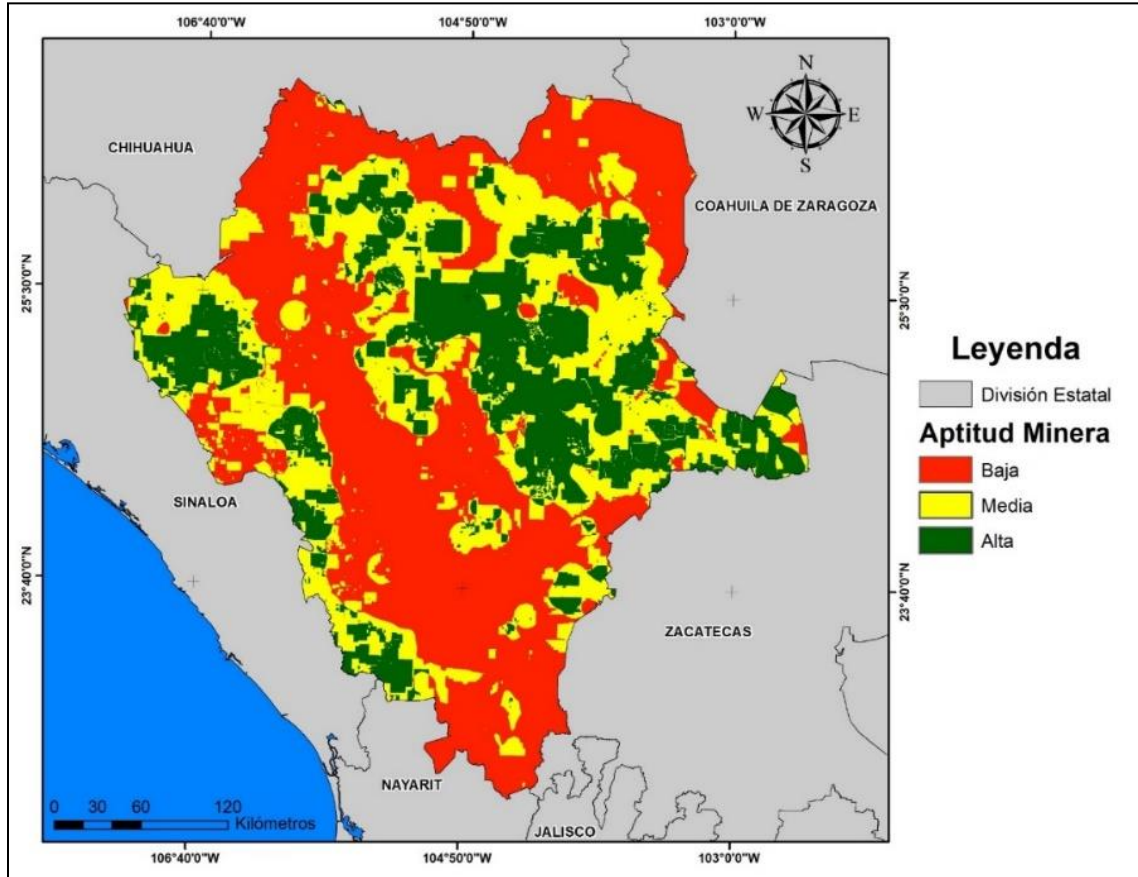 106°40'0"W 104°50'0"W 103°0'0"W
N
W E
S
CHIHUAHUA
COAHUILA DE ZARAGOZA
25°30'0"N
25°30'0"N
Leyenda
División Estatal
Aptitud Minera
Baja
Media
Alta
SINALOA
23°40'0"N
23°40'0"N
ZACATECAS
NAYARIT
JALISCO
0 30 60 120
Kilómetros
106°40'0"W 104°50'0"W 103°0'0"W